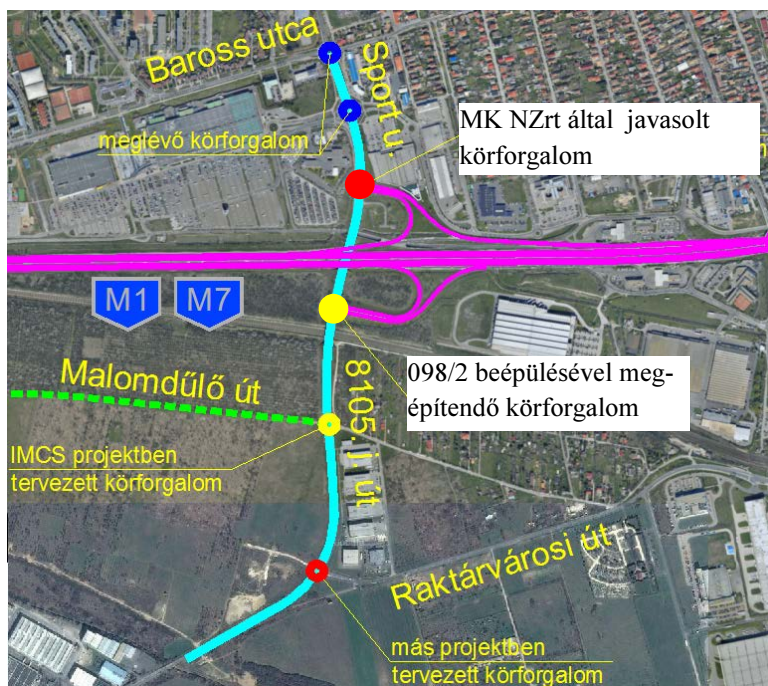 Baross utca
Sport u.
meglévő körforgalom
MK NZrt által javasolt
körforgalom
M1 M7
Malomdűlő út
8105. j. út
098/2 beépülésével meg-
építendő körforgalom
IMCS projektben
tervezett körforgalom
Raktárvárosi út
más projektben
tervezett körforgalom